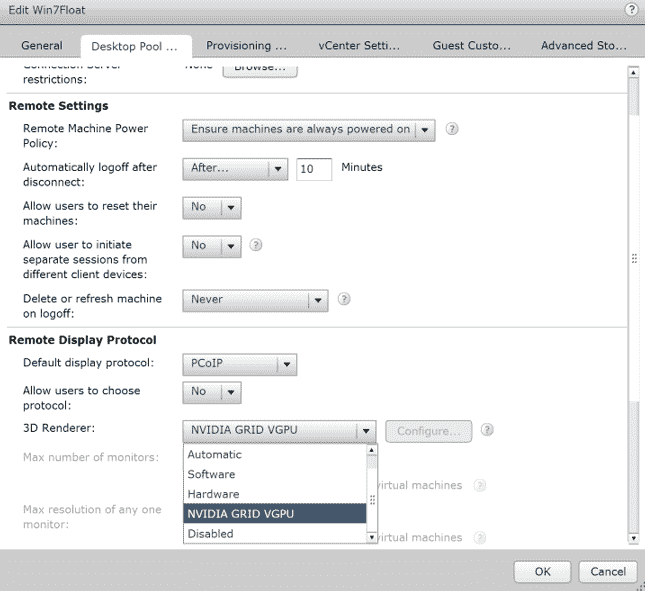 Edit Win7Float
?
General
Desktop Pool ...
Provisioning ...
vCenter Setti...
Guest Custo...
Advanced Sto...
Connection Server
restrictions:
None
Browse...
Remote Settings
Remote Machine Power
Policy:
Ensure machines are always powered on
?
Automatically logoff after
disconnect:
After...
10
Minutes
Allow users to reset their
machines:
No
Allow user to initiate
separate sessions from
different client devices:
No
?
Delete or refresh machine
on logoff:
Never
?
Remote Display Protocol
Default display protocol:
PCoIP
Allow users to choose
protocol:
No
3D Renderer:
NVIDIA GRID VGPU
Configure...
?
Automatic
Software
Hardware
NVIDIA GRID VGPU
Disabled
Max number of monitors:
virtual machines
?
Max resolution of any one
monitor:
virtual machines
?
OK
Cancel